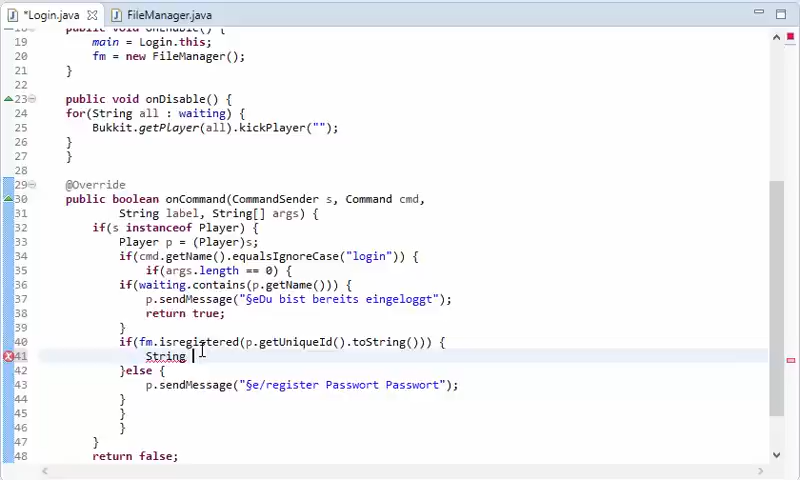 *Login.java
FileManager.java
18 public void onEnable() {
19 main = Login.this;
20 fm = new FileManager();
21 }
22
23 public void onDisable() {
24 for(String all : waiting) {
25 Bukkit.getPlayer(all).kickPlayer("");
26 }
27 }
28
29 @Override
30 public boolean onCommand(CommandSender s, Command cmd,
31 String label, String[] args) {
32 if(s instanceof Player) {
33 Player p = (Player)s;
34 if(cmd.getName().equalsIgnoreCase("login")) {
35 if(args.length == 0) {
36 if(waiting.contains(p.getName())) {
37 p.sendMessage("§eDu bist bereits eingeloggt");
38 return true;
39 }
40 if(fm.isregistered(p.getUniqueId().toString())) {
41 String
42 }else {
43 p.sendMessage("§e/register Passwort Passwort");
44 }
45 }
46 }
47 }
48 return false;